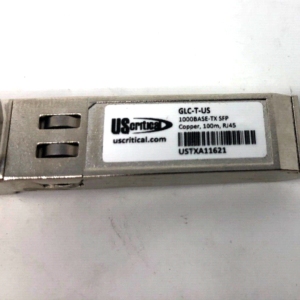 UScritical
uscritical.com
GLC-T-US
1000BASE-TX SFP
Copper, 100m, RJ45
USTXA11621